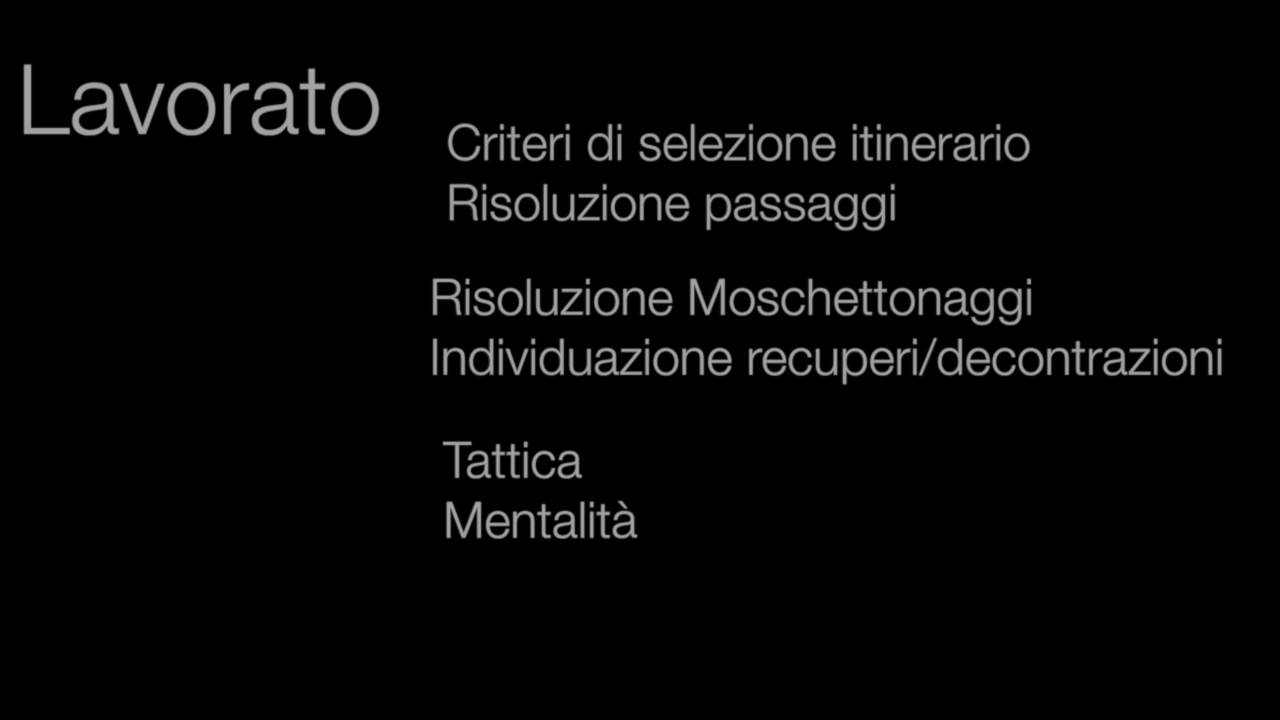 Lavorato
Criteri di selezione itinerario
Risoluzione passaggi
Risoluzione Moschettonaggi
Individuazione recuperi/decontrazioni
Tattica
Mentalità